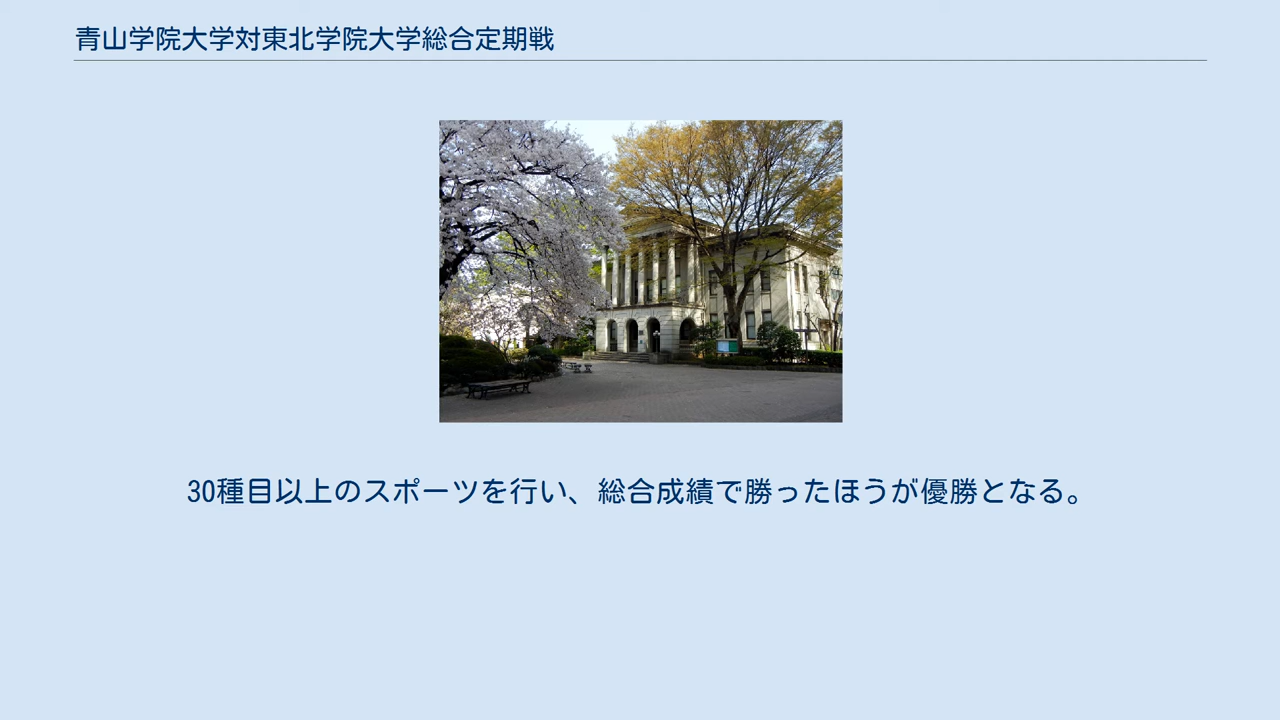 青山学院大学対東北学院大学総合定期戦
30種目以上のスポーツを行い、総合成績で勝ったほうが優勝となる。